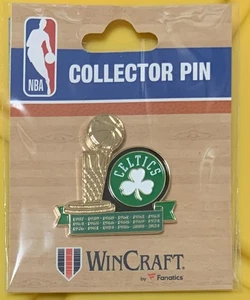 NBA
COLLECTOR PIN
CELTICS
WINCRAFT.
by Fanatics